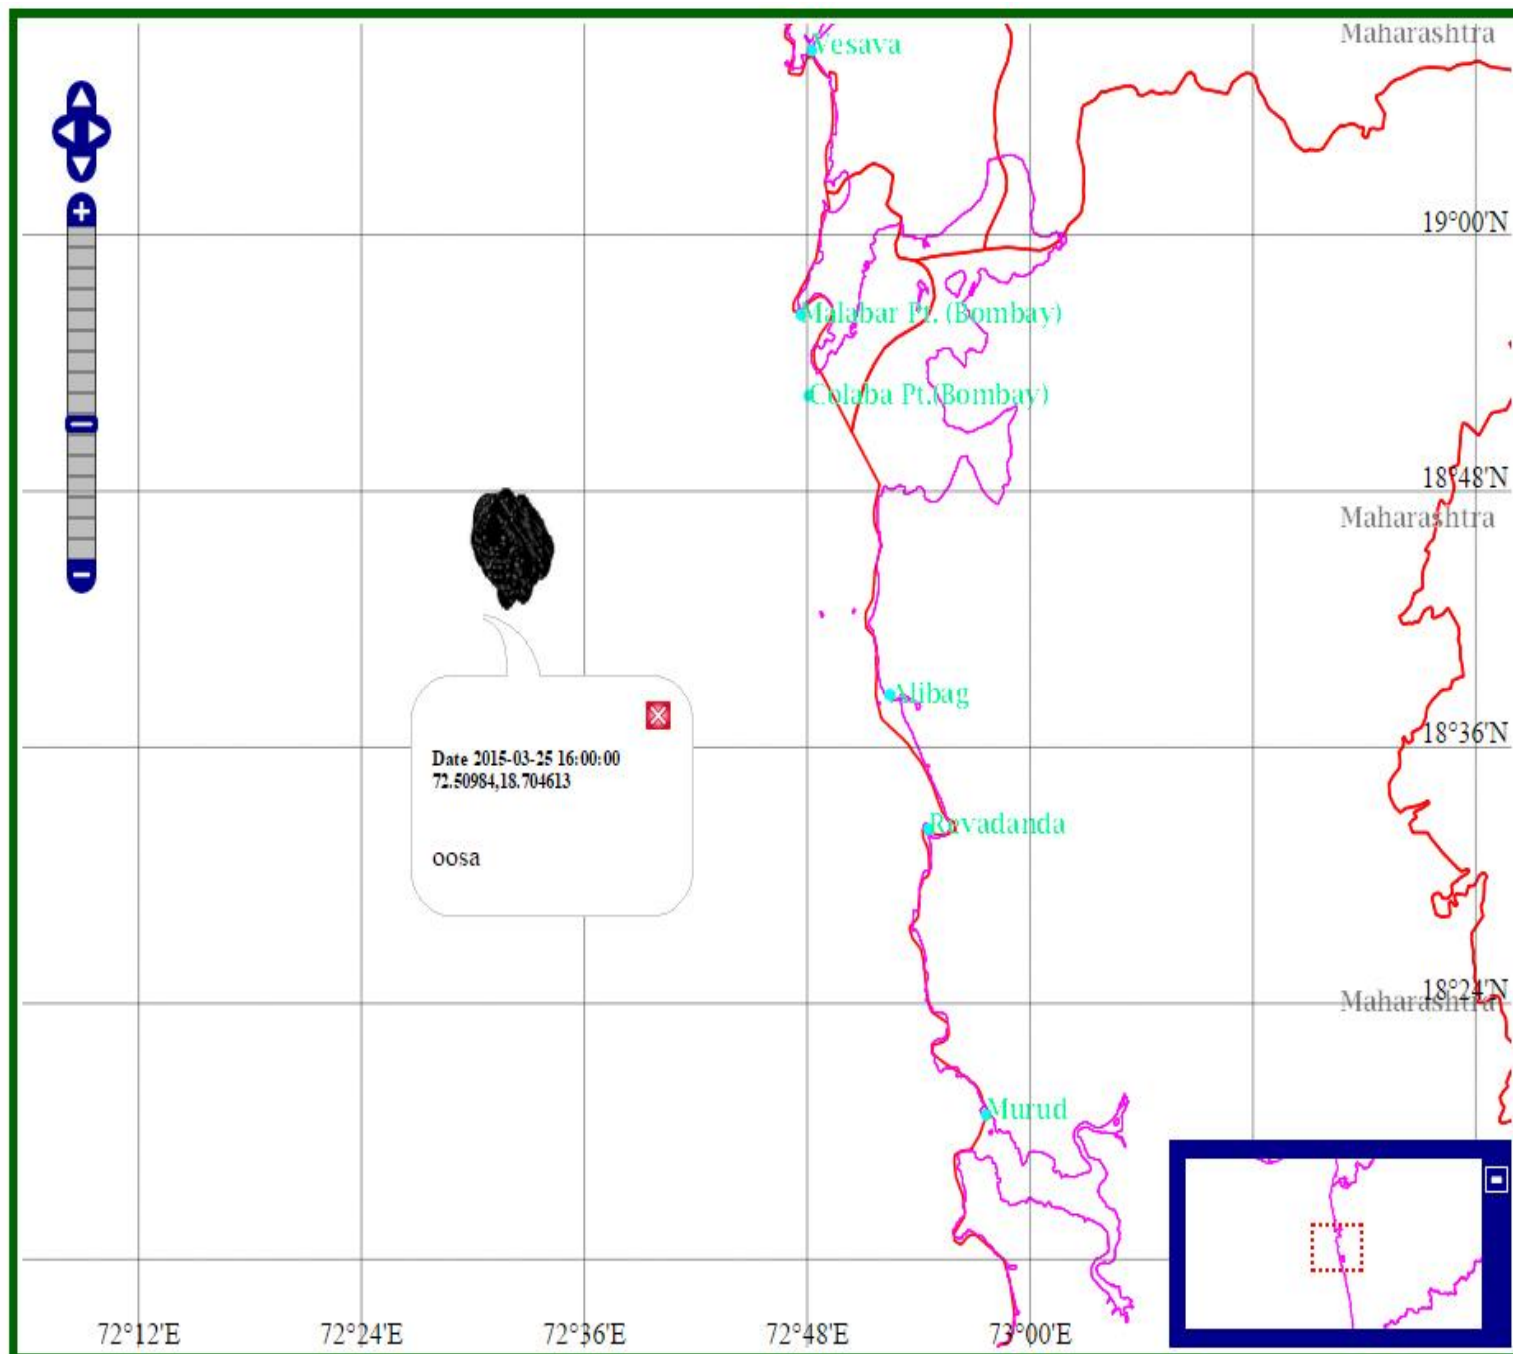 Vesava
Maharashtra
19°00'N
Malabar Pt. (Bombay)
Colaba Pt.(Bombay)
18°48'N
Maharashtra
Alibag
18°36'N
Date 2015-03-25 16:00:00
72.50984,18.704613
Revadanda
oosa
18°24'N
Maharashtra
Murud
72°12'E
72°24'E
72°36'E
72°48'E
73°00'E